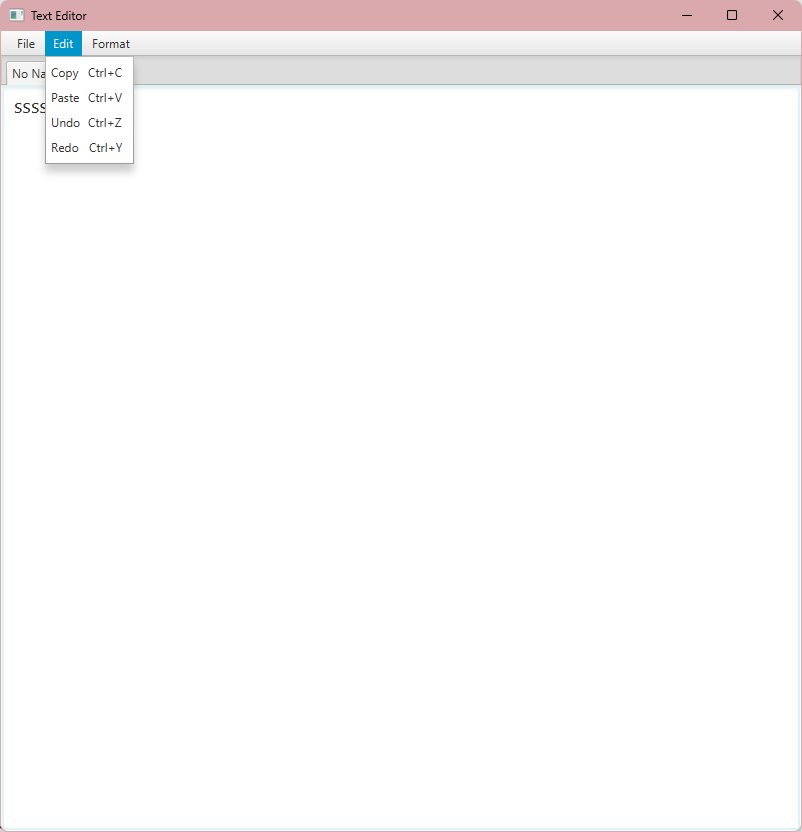 Text Editor
File Edit Format
No Na
SSSS
Copy Ctrl+C
Paste Ctrl+V
Undo Ctrl+Z
Redo Ctrl+Y